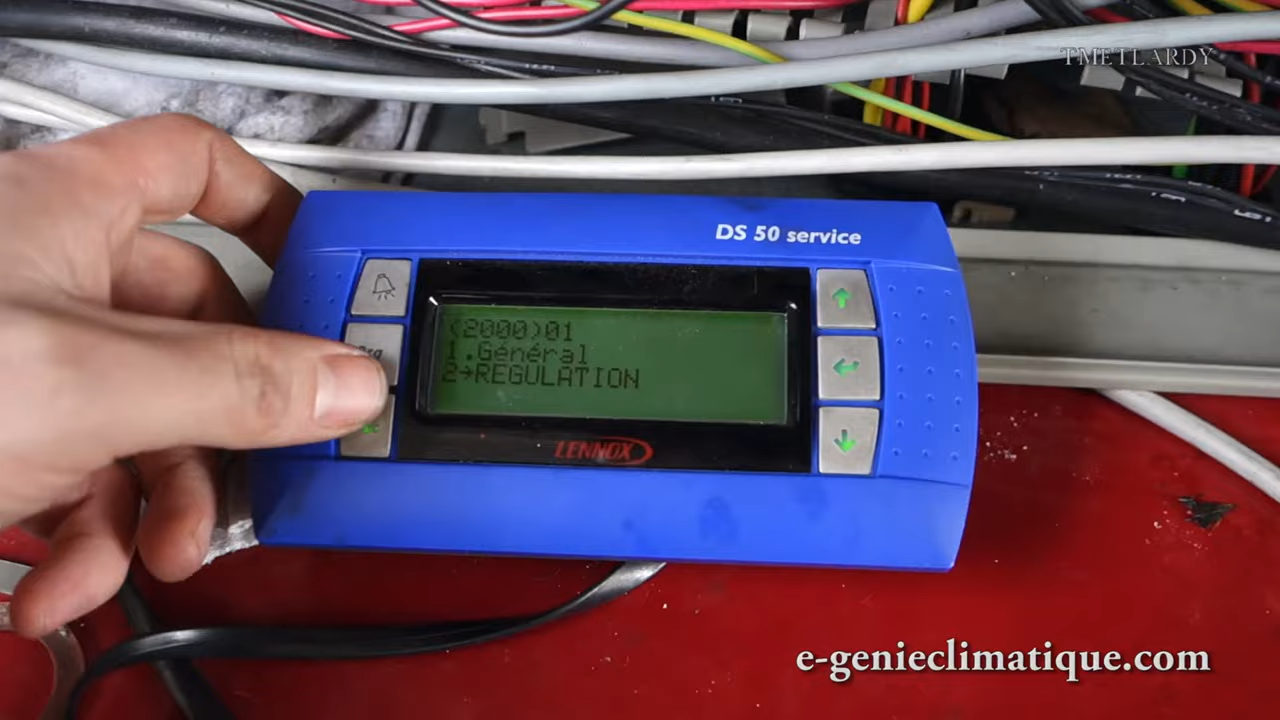 TMETLARDY
DS 50 service
(2000)01
1.Général
2→REGULATION
LENNOX
e-genieclimatique.com